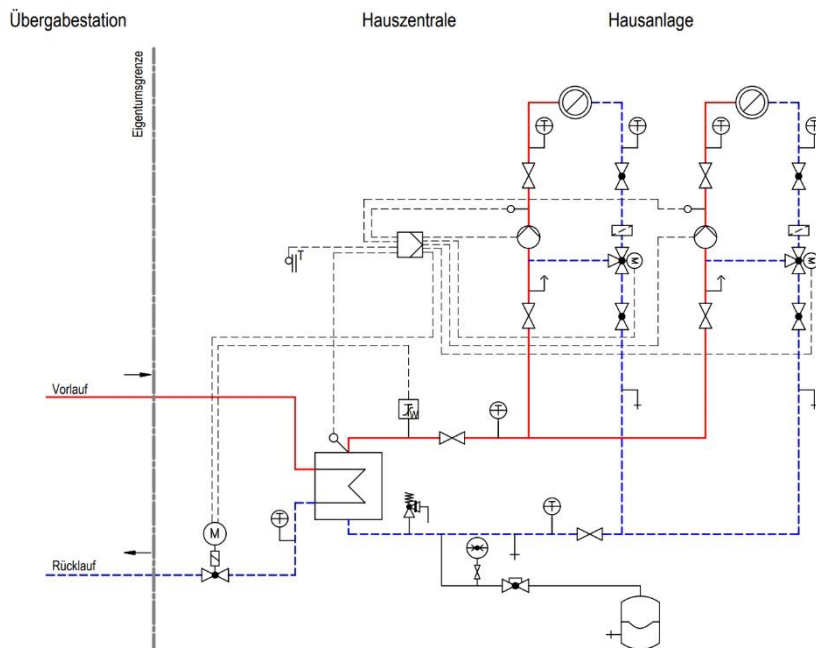 Übergabestation
Hauszentrale
Hausanlage
Eigentumsgrenze
T
T
T
T
M
M
T
Vorlauf
W
T
T
T
M
Rücklauf